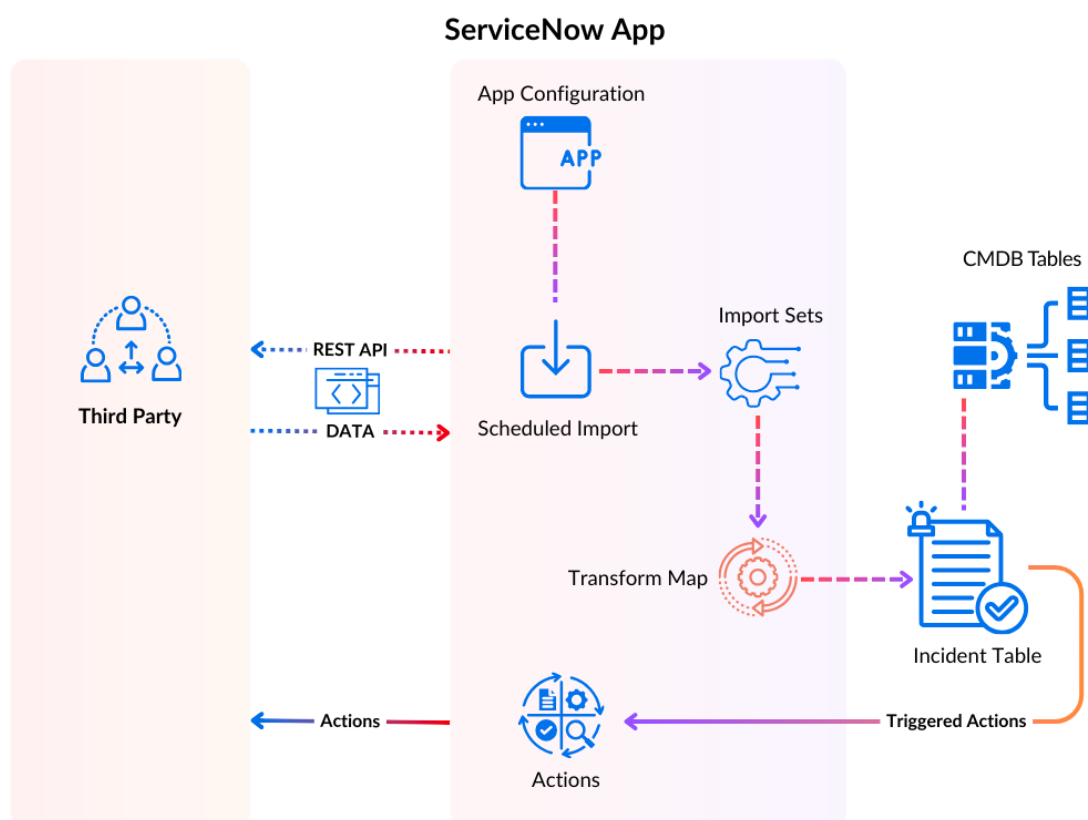 ServiceNow App
App Configuration
APP
CMDB Tables
Import Sets
REST API
Third Party
DATA
Scheduled Import
Transform Map
Incident Table
Actions
Triggered Actions
Actions